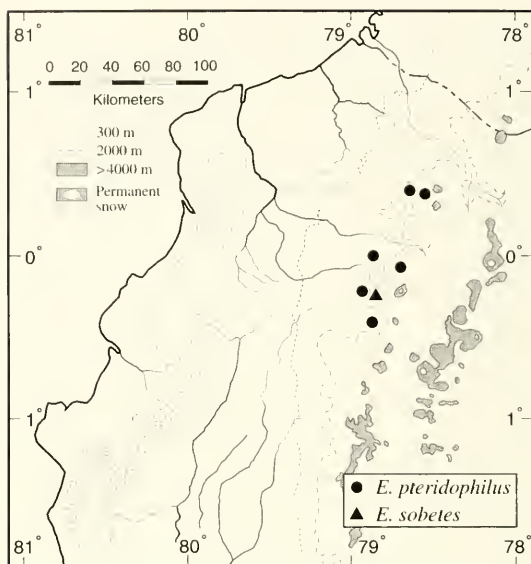 81° 80° 79° 78°
0 20 40 60 80 100
Kilometers
300 m
2000 m
>4000 m
Permanent
snow
1° 1°
0° 0°
1° 1°
E. pteridophilus
E. sobetes
81° 80° 79° 78°